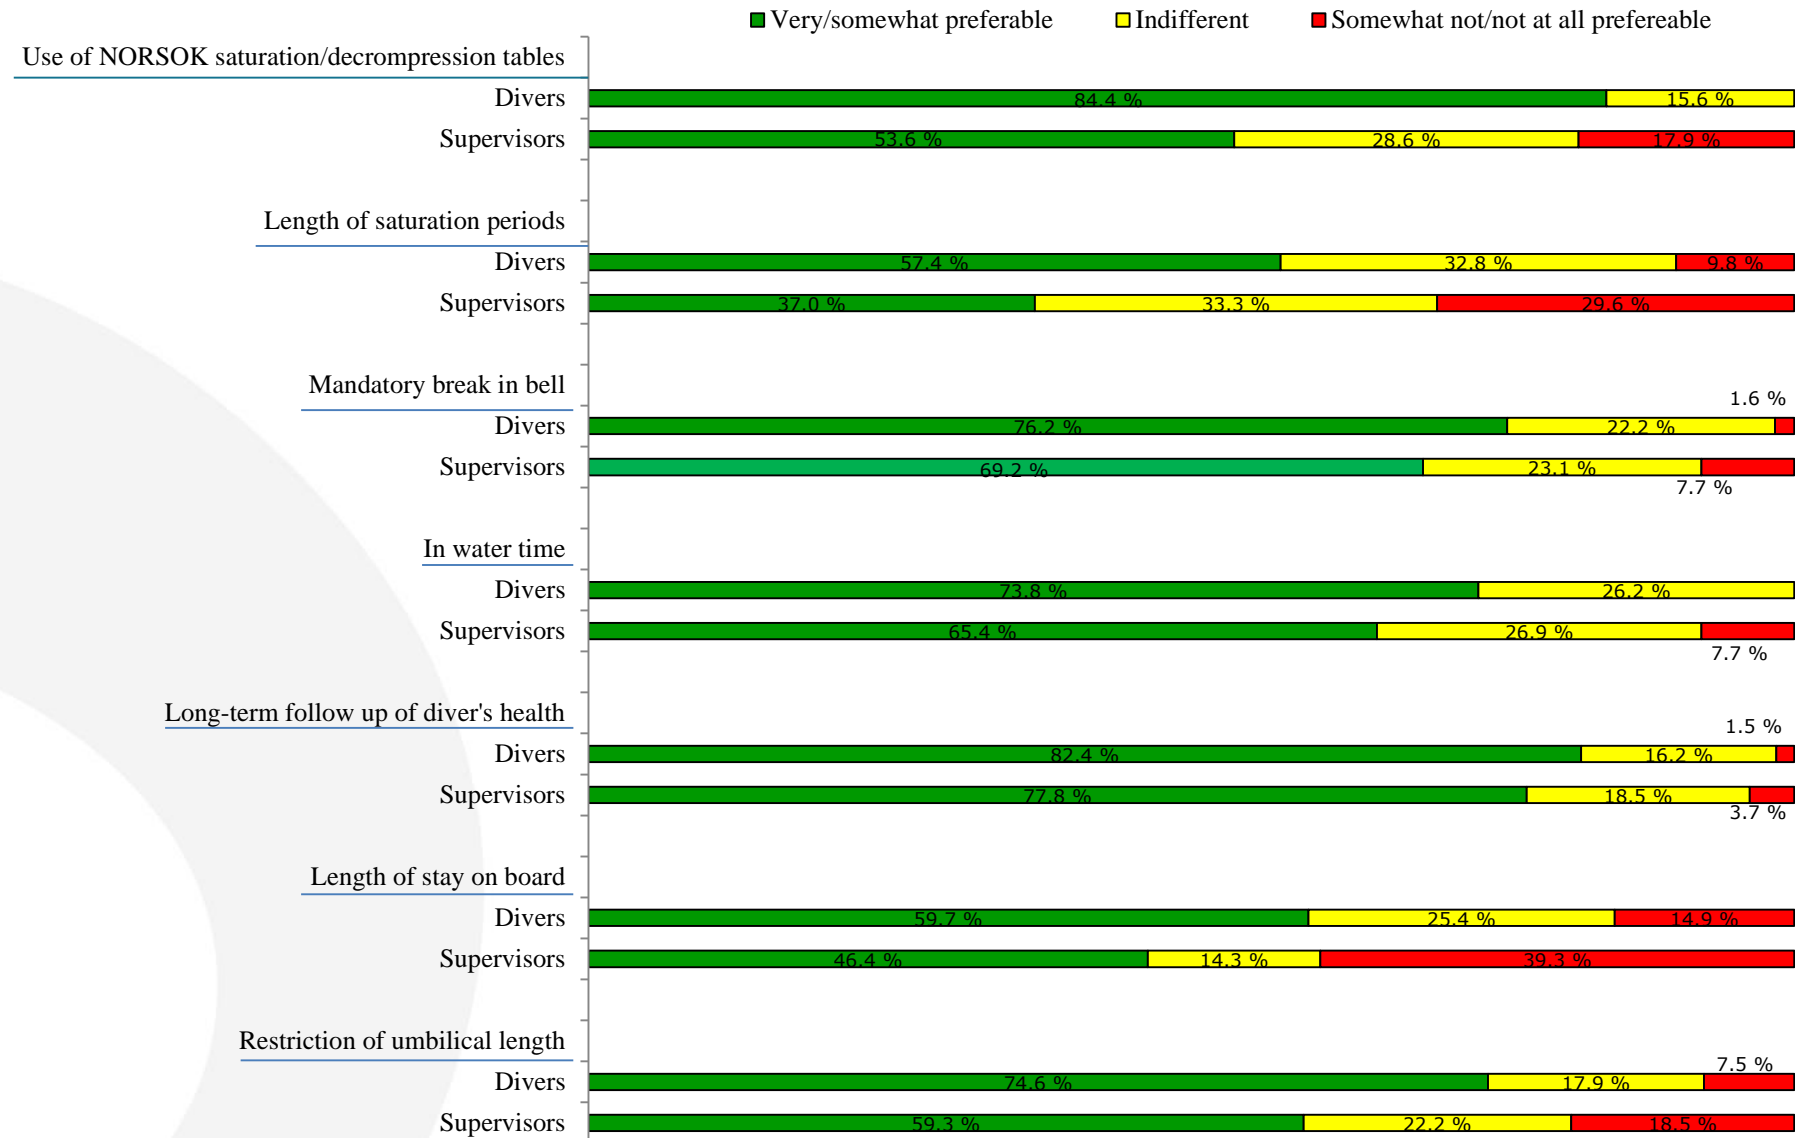 Very/somewhat preferable Indifferent Somewhat not/not at all prefereable
Use of NORSOK saturation/decrompression tables
Divers 84.4 % 15.6 %
Supervisors 53.6 % 28.6 % 17.9 %
Length of saturation periods
Divers 57.4 % 32.8 % 9.8 %
Supervisors 37.0 % 33.3 % 29.6 %
Mandatory break in bell
1.6 %
Divers 76.2 % 22.2 %
Supervisors 69.2 % 23.1 %
7.7 %
In water time
Divers 73.8 % 26.2 %
Supervisors 65.4 % 26.9 %
7.7 %
Long-term follow up of diver's health
1.5 %
Divers 82.4 % 16.2 %
Supervisors 77.8 % 18.5 %
3.7 %
Length of stay on board
Divers 59.7 % 25.4 % 14.9 %
Supervisors 46.4 % 14.3 % 39.3 %
Restriction of umbilical length
7.5 %
Divers 74.6 % 17.9 %
Supervisors 59.3 % 22.2 % 18.5 %